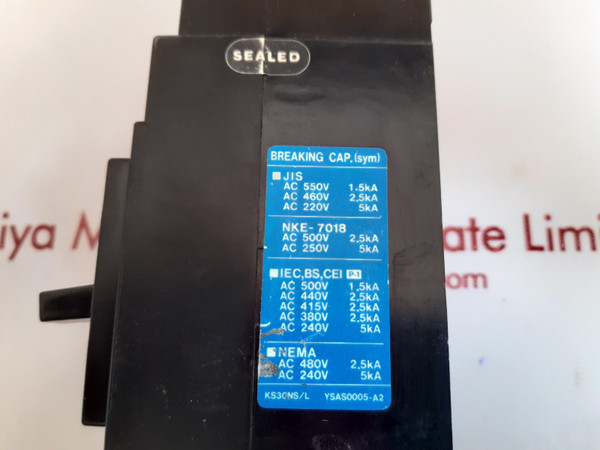 SEALED
BREAKING CAP.(sym)
JIS
AC 550V 1.5kA
AC 460V 2.5kA
AC 220V 5kA
NKE-7018
AC 500V 2.5kA
AC 250V 5kA
IEC,BS,CEI P-1
AC 500V 1.5kA
AC 440V 2.5kA
AC 415V 2.5kA
AC 380V 2.5kA
AC 240V 5kA
NEMA
AC 480V 2.5kA
AC 240V 5kA
KS30NS/L YSAS0005-A2
iya M ate Limi
.com